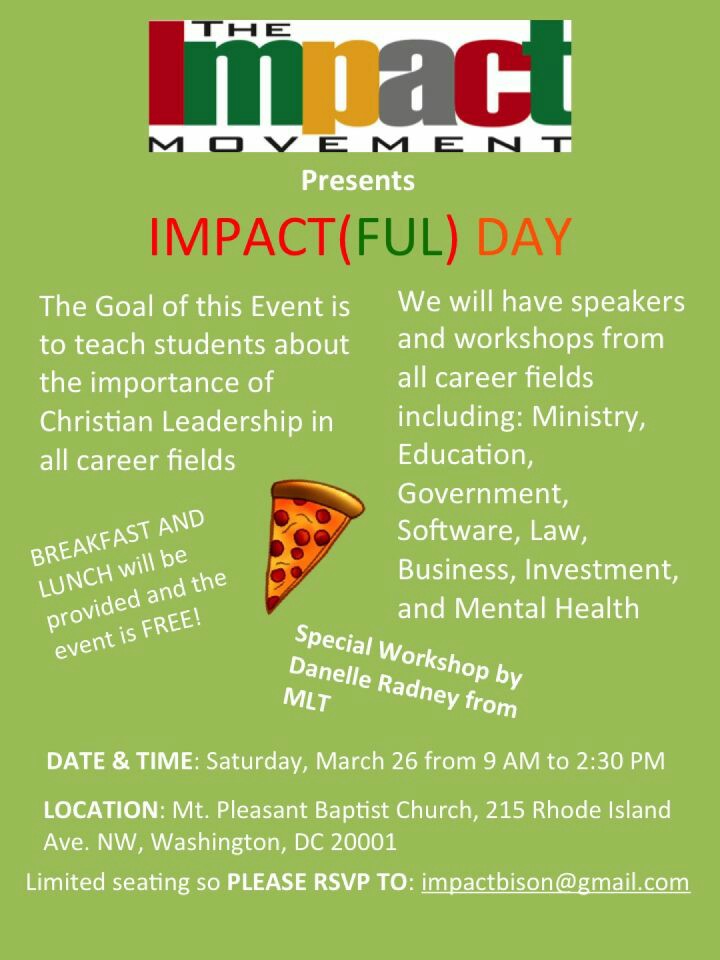 THE
Impact
MOVEMENT
Presents
IMPACT(FUL) DAY
The Goal of this Event is
to teach students about
the importance of
Christian Leadership in
all career fields
We will have speakers
and workshops from
all career fields
including: Ministry,
Education,
Government,
Software, Law,
Business, Investment,
and Mental Health
BREAKFAST AND
LUNCH will be
provided and the
event is FREE!
Special Workshop by
Danelle Radney from
MLT
DATE & TIME: Saturday, March 26 from 9 AM to 2:30 PM
LOCATION: Mt. Pleasant Baptist Church, 215 Rhode Island
Ave. NW, Washington, DC 20001
Limited seating so PLEASE RSVP TO: impactbison@gmail.com